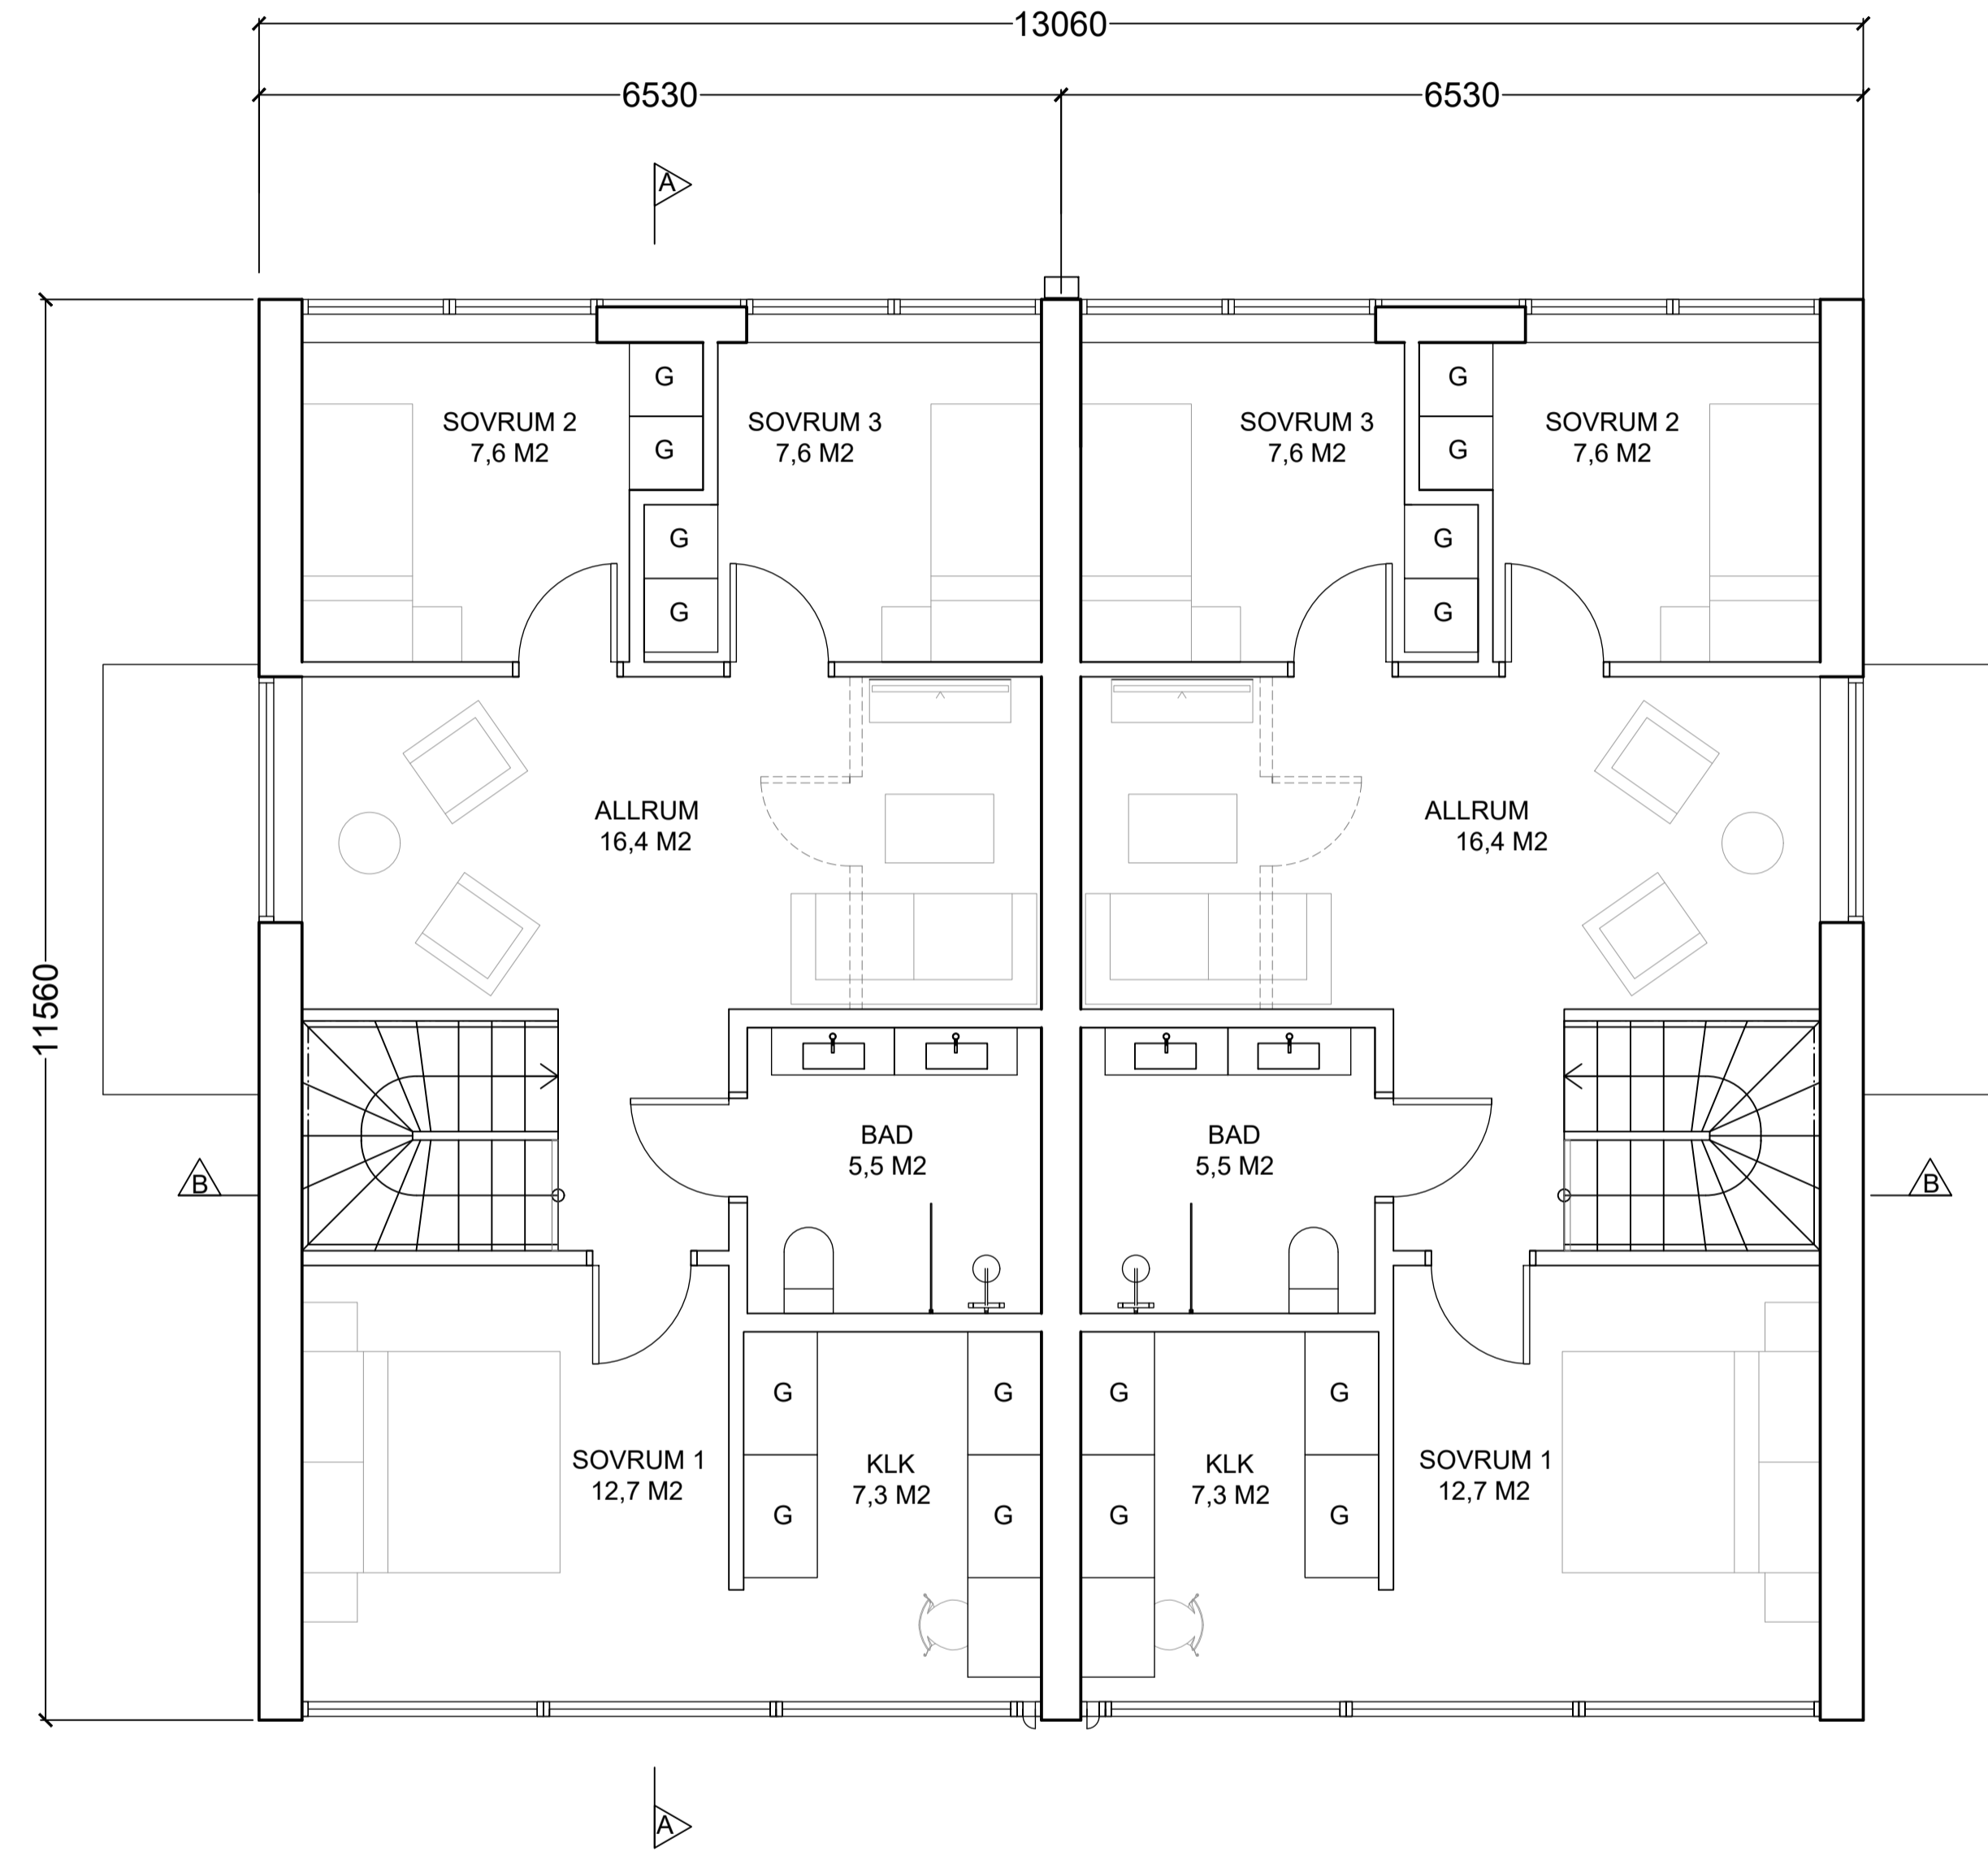 13060
6530
6530
A
G
G
SOVRUM 2
7,6 M2
SOVRUM 3
7,6 M2
SOVRUM 3
7,6 M2
SOVRUM 2
7,6 M2
G
G
G
G
G
G
ALLRUM
16,4 M2
ALLRUM
16,4 M2
11560
BAD
5,5 M2
BAD
5,5 M2
B
B
G
G
G
G
SOVRUM 1
12,7 M2
KLK
7,3 M2
KLK
7,3 M2
SOVRUM 1
12,7 M2
G
G
G
G
A